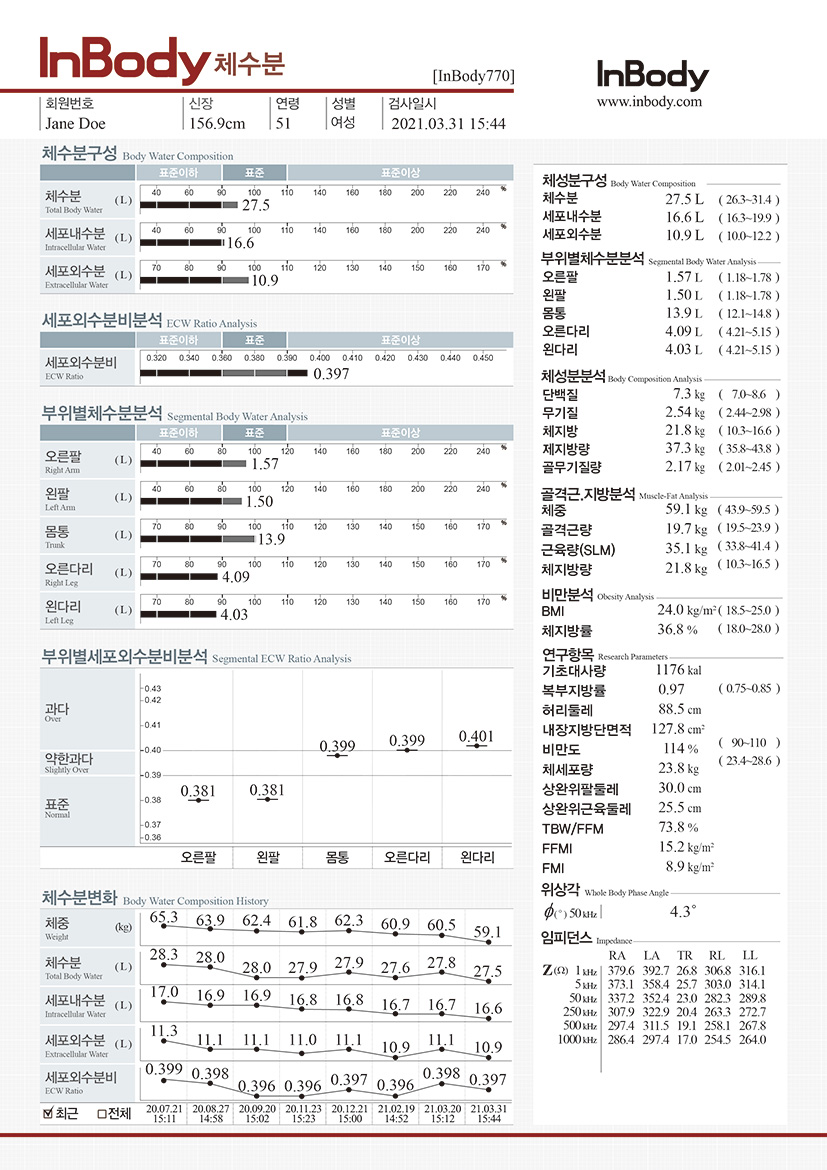 InBody 체수분
[InBody770]
회원번호 신장 연령 성별 검사일시
Jane Doe 156.9cm 51 여성 2021.03.31 15:44
체수분구성 Body Water Composition
표준이하 표준 표준이상
체수분 (L) 40 60 80 90 100 110 120 140 160 180 200 220 240 %
Total Body Water 27.5
세포내수분 (L) 40 60 80 90 100 110 120 140 160 180 200 220 240 %
Intracellular Water 16.6
세포외수분 (L) 70 80 90 100 110 120 130 140 150 160 170 %
Extracellular Water 10.9
세포외수분비분석 ECW Ratio Analysis
표준이하 표준 표준이상
세포외수분비 0.320 0.340 0.360 0.380 0.390 0.400 0.410 0.420 0.430 0.440 0.450
ECW Ratio 0.397
부위별체수분분석 Segmental Body Water Analysis
표준이하 표준 표준이상
오른팔 (L) 40 60 80 100 120 140 160 180 200 220 240 %
Right Arm 1.57
왼팔 (L) 40 60 80 100 120 140 160 180 200 220 240 %
Left Arm 1.50
몸통 (L) 70 80 90 100 110 120 130 140 150 160 170 %
Trunk 13.9
오른다리 (L) 70 80 90 100 110 120 130 140 150 160 170 %
Right Leg 4.09
왼다리 (L) 70 80 90 100 110 120 130 140 150 160 170 %
Left Leg 4.03
부위별세포외수분비분석 Segmental ECW Ratio Analysis
과다
Over
약한과다
Slightly Over
표준
Normal
0.43
0.42
0.41
0.40
0.39
0.38
0.37
0.36
0.381 0.381 0.399 0.399 0.401
오른팔 왼팔 몸통 오른다리 왼다리
체수분변화 Body Water Composition History
체중 (kg) 65.3 63.9 62.4 61.8 62.3 60.9 60.5 59.1
Weight
체수분 (L) 28.3 28.0 28.0 27.9 27.9 27.6 27.8 27.5
Total Body Water
세포내수분 (L) 17.0 16.9 16.9 16.8 16.8 16.7 16.7 16.6
Intracellular Water
세포외수분 (L) 11.3 11.1 11.1 11.0 11.1 10.9 11.1 10.9
Extracellular Water
세포외수분비 0.399 0.398 0.396 0.396 0.397 0.396 0.398 0.397
ECW Ratio
최근 전체 20.07.21 20.08.27 20.09.20 20.11.23 20.12.21 21.02.19 21.03.20 21.03.31
15:11 14:58 15:02 15:23 15:00 14:52 15:12 15:44
InBody
www.inbody.com
체성분구성 Body Water Composition
체수분 27.5 L ( 26.3~31.4 )
세포내수분 16.6 L ( 16.3~19.9 )
세포외수분 10.9 L ( 10.0~12.2 )
부위별체수분분석 Segmental Body Water Analysis
오른팔 1.57 L ( 1.18~1.78 )
왼팔 1.50 L ( 1.18~1.78 )
몸통 13.9 L ( 12.1~14.8 )
오른다리 4.09 L ( 4.21~5.15 )
왼다리 4.03 L ( 4.21~5.15 )
체성분분석 Body Composition Analysis
단백질 7.3 kg ( 7.0~8.6 )
무기질 2.54 kg ( 2.44~2.98 )
체지방 21.8 kg ( 10.3~16.6 )
제지방량 37.3 kg ( 35.8~43.8 )
골무기질량 2.17 kg ( 2.01~2.45 )
골격근.지방분석 Muscle-Fat Analysis
체중 59.1 kg ( 43.9~59.5 )
골격근량 19.7 kg ( 19.5~23.9 )
근육량(SLM) 35.1 kg ( 33.8~41.4 )
체지방량 21.8 kg ( 10.3~16.5 )
비만분석 Obesity Analysis
BMI 24.0 kg/m² ( 18.5~25.0 )
체지방률 36.8 % ( 18.0~28.0 )
연구항목 Research Parameters
기초대사량 1176 kal
복부지방률 0.97 ( 0.75~0.85 )
허리둘레 88.5 cm
내장지방단면적 127.8 cm²
비만도 114 % ( 90~110 )
체세포량 23.8 kg ( 23.4~28.6 )
상완위팔둘레 30.0 cm
상완위근육둘레 25.5 cm
TBW/FFM 73.8 %
FFMI 15.2 kg/m²
FMI 8.9 kg/m²
위상각 Whole Body Phase Angle
ϕ(°) 50 kHz | 4.3°
임피던스 Impedance
RA LA TR RL LL
Z(Ω) 1 kHz 379.6 392.7 26.8 306.8 316.1
5 kHz 373.1 358.4 25.7 303.0 314.1
50 kHz 337.2 352.4 23.0 282.3 289.8
250 kHz 307.9 322.9 20.4 263.3 272.7
500 kHz 297.4 311.5 19.1 258.1 267.8
1000 kHz 286.4 297.4 17.0 254.5 264.0